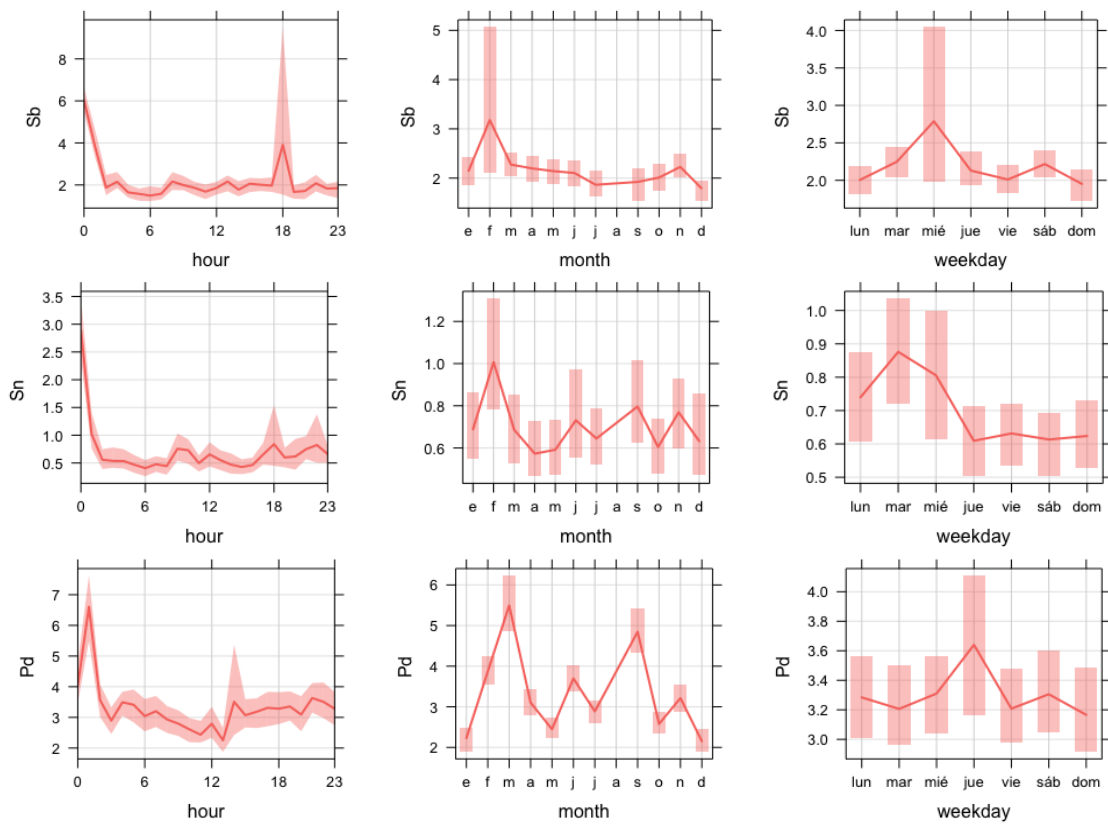 Sb
8
6
4
2
0 6 12 18 23
hour
Sb
5
4
3
2
e f m a m j j a s o n d
month
Sb
4.0
3.5
3.0
2.5
2.0
lun mar mié jue vie sáb dom
weekday
Sn
3.5
3.0
2.5
2.0
1.5
1.0
0.5
0 6 12 18 23
hour
Sn
1.2
1.0
0.8
0.6
e f m a m j j a s o n d
month
Sn
1.0
0.9
0.8
0.7
0.6
0.5
lun mar mié jue vie sáb dom
weekday
Pd
7
6
5
4
3
2
0 6 12 18 23
hour
Pd
6
5
4
3
2
e f m a m j j a s o n d
month
Pd
4.0
3.8
3.6
3.4
3.2
3.0
lun mar mié jue vie sáb dom
weekday